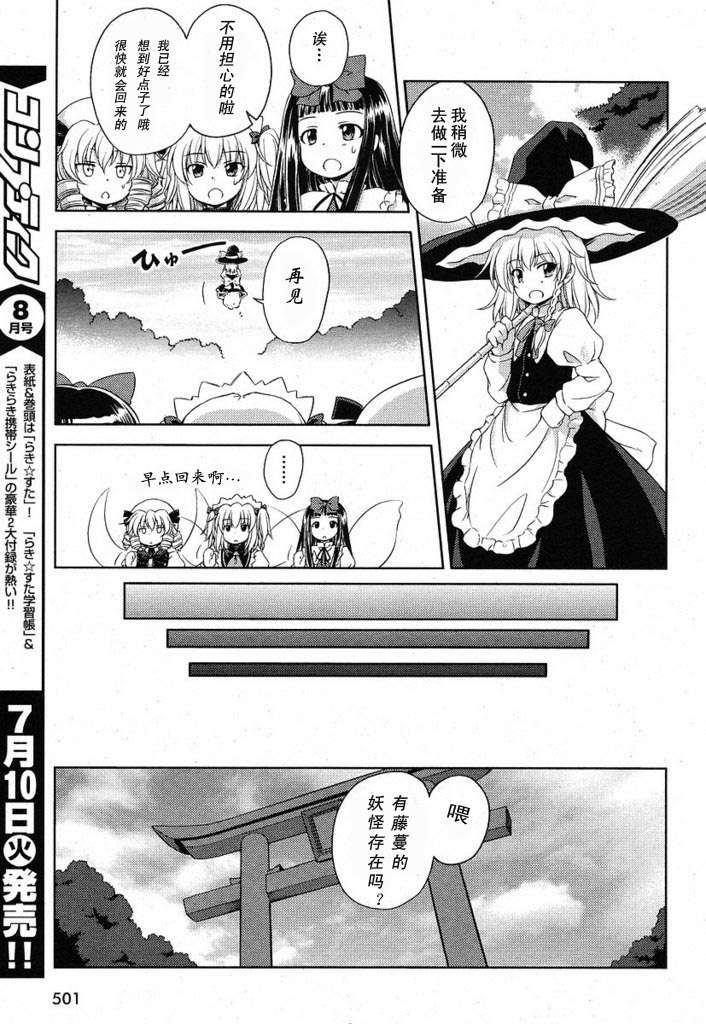 我稍微
去做一下准备
诶…
不用担心的啦
我已经
想到好点子了哦
很快就会回来的
ひゅー
再见
……
早点回来啊…
喂
有藤蔓的
妖怪存在吗?
コンプティーク
8
月号
表紙&巻頭は「らき☆すた」! 「らき☆すた学習帳」&
「らきらき携帯シール」の豪華2大付録が熱い!!
7月10日火発売!!
501